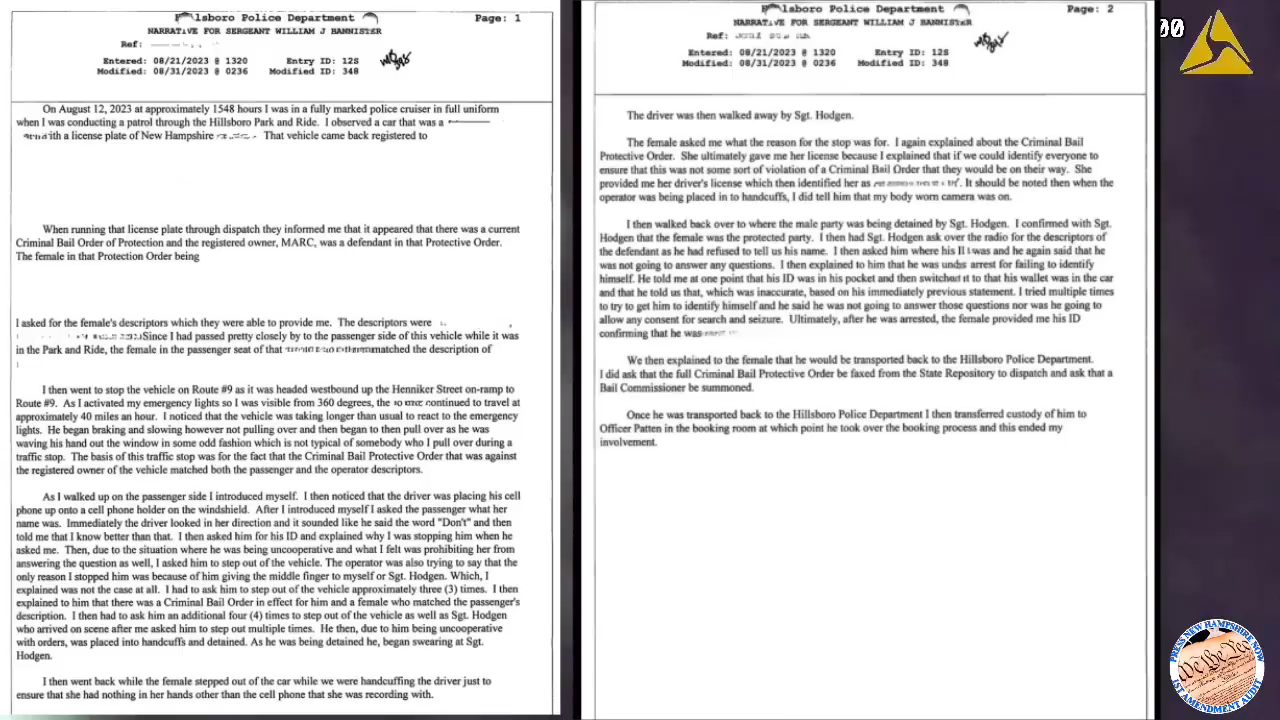 lsboro Police Department
Page: 1
NARRATIVE FOR SERGEANT WILLIAM J BANNISTER
Ref:
Entered: 08/21/2023 @ 1320 Entry ID: 12S
Modified: 08/31/2023 @ 0236 Modified ID: 348
On August 12, 2023 at approximately 1548 hours I was in a fully marked police cruiser in full uniform
when I was conducting a patrol through the Hillsboro Park and Ride. I observed a car that was a
ith a license plate of New Hampshire That vehicle came back registered to
When running that license plate through dispatch they informed me that it appeared that there was a current
Criminal Bail Order of Protection and the registered owner, MARC, was a defendant in that Protective Order.
The female in that Protection Order being
I asked for the female's descriptors which they were able to provide me. The descriptors were
, Since I had passed pretty closely by to the passenger side of this vehicle while it was
in the Park and Ride, the female in the passenger seat of that matched the description of
I then went to stop the vehicle on Route #9 as it was headed westbound up the Henniker Street on-ramp to
Route #9. As I activated my emergency lights so I was visible from 360 degrees, the continued to travel at
approximately 40 miles an hour. I noticed that the vehicle was taking longer than usual to react to the emergency
lights. He began braking and slowing however not pulling over and then began to then pull over as he was
waving his hand out the window in some odd fashion which is not typical of somebody who I pull over during a
traffic stop. The basis of this traffic stop was for the fact that the Criminal Bail Protective Order that was against
the registered owner of the vehicle matched both the passenger and the operator descriptors.
As I walked up on the passenger side I introduced myself. I then noticed that the driver was placing his cell
phone up onto a cell phone holder on the windshield. After I introduced myself I asked the passenger what her
name was. Immediately the driver looked in her direction and it sounded like he said the word "Don't" and then
told me that I know better than that. I then asked him for his ID and explained why I was stopping him when he
asked me. Then, due to the situation where he was being uncooperative and what I felt was prohibiting her from
answering the question as well, I asked him to step out of the vehicle. The operator was also trying to say that the
only reason I stopped him was because of him giving the middle finger to myself or Sgt. Hodgen. Which, I
explained was not the case at all. I had to ask him to step out of the vehicle approximately three (3) times. I then
explained to him that there was a Criminal Bail Order in effect for him and a female who matched the passenger's
description. I then had to ask him an additional four (4) times to step out of the vehicle as well as Sgt. Hodgen
who arrived on scene after me asked him to step out multiple times. He then, due to him being uncooperative
with orders, was placed into handcuffs and detained. As he was being detained he, began swearing at Sgt.
Hodgen.
I then went back while the female stepped out of the car while we were handcuffing the driver just to
ensure that she had nothing in her hands other than the cell phone that she was recording with.
lsboro Police Department
Page: 2
NARRATIVE FOR SERGEANT WILLIAM J BANNISTER
Ref:
Entered: 08/21/2023 @ 1320 Entry ID: 12S
Modified: 08/31/2023 @ 0236 Modified ID: 348
The driver was then walked away by Sgt. Hodgen.
The female asked me what the reason for the stop was for. I again explained about the Criminal Bail
Protective Order. She ultimately gave me her license because I explained that if we could identify everyone to
ensure that this was not some sort of violation of a Criminal Bail Order that they would be on their way. She
provided me her driver's license which then identified her as . It should be noted then when the
operator was being placed in to handcuffs, I did tell him that my body worn camera was on.
I then walked back over to where the male party was being detained by Sgt. Hodgen. I confirmed with Sgt.
Hodgen that the female was the protected party. I then had Sgt. Hodgen ask over the radio for the descriptors of
the defendant as he had refused to tell us his name. I then asked him where his was and he again said that he
was not going to answer any questions. I then explained to him that he was under arrest for failing to identify
himself. He told me at one point that his ID was in his pocket and then switched it to that his wallet was in the car
and that he told us that, which was inaccurate, based on his immediately previous statement. I tried multiple times
to try to get him to identify himself and he said he was not going to answer those questions nor was he going to
allow any consent for search and seizure. Ultimately, after he was arrested, the female provided me his ID
confirming that he was
We then explained to the female that he would be transported back to the Hillsboro Police Department.
I did ask that the full Criminal Bail Protective Order be faxed from the State Repository to dispatch and ask that a
Bail Commissioner be summoned.
Once he was transported back to the Hillsboro Police Department I then transferred custody of him to
Officer Patten in the booking room at which point he took over the booking process and this ended my
involvement.
PRESS NEW HAMPSHIRE NOW